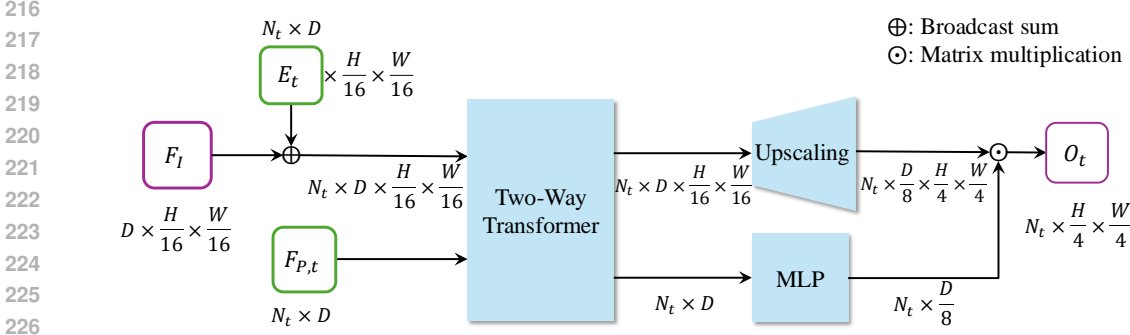 216
217
218
219
220
221
222
223
224
225
226
⊕: Broadcast sum
⊙: Matrix multiplication
N_t × D
E_t × H/16 × W/16
F_I
⊕
D × H/16 × W/16
N_t × D × H/16 × W/16
F_{P,t}
N_t × D
Two-Way
Transformer
N_t × D × H/16 × W/16
Upscaling
N_t × D/8 × H/4 × W/4
⊙
O_t
N_t × H/4 × W/4
N_t × D
MLP
N_t × D/8